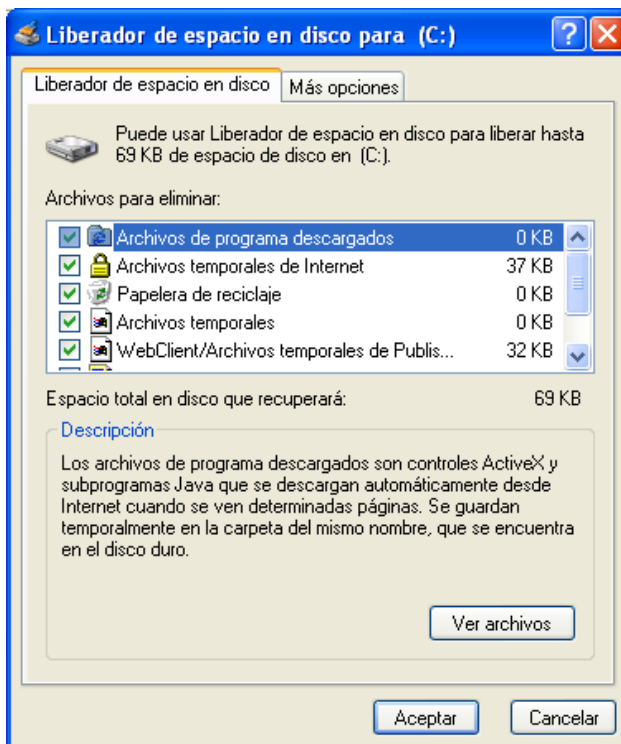 Liberador de espacio en disco para (C:)
Liberador de espacio en disco
Más opciones
Puede usar Liberador de espacio en disco para liberar hasta
69 KB de espacio de disco en (C:).
Archivos para eliminar:
Archivos de programa descargados 0 KB
Archivos temporales de Internet 37 KB
Papelera de reciclaje 0 KB
Archivos temporales 0 KB
WebClient/Archivos temporales de Publis... 32 KB
Espacio total en disco que recuperará: 69 KB
Descripción
Los archivos de programa descargados son controles ActiveX y
subprogramas Java que se descargan automáticamente desde
Internet cuando se ven determinadas páginas. Se guardan
temporalmente en la carpeta del mismo nombre, que se encuentra
en el disco duro.
Ver archivos
Aceptar
Cancelar